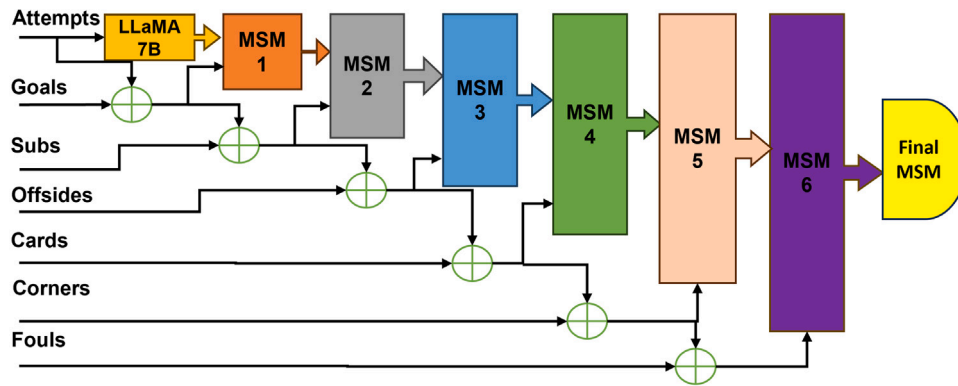 Attempts
LLaMA
7B
MSM
1
MSM
2
MSM
3
MSM
4
MSM
5
MSM
6
Final
MSM
Goals
Subs
Offsides
Cards
Corners
Fouls